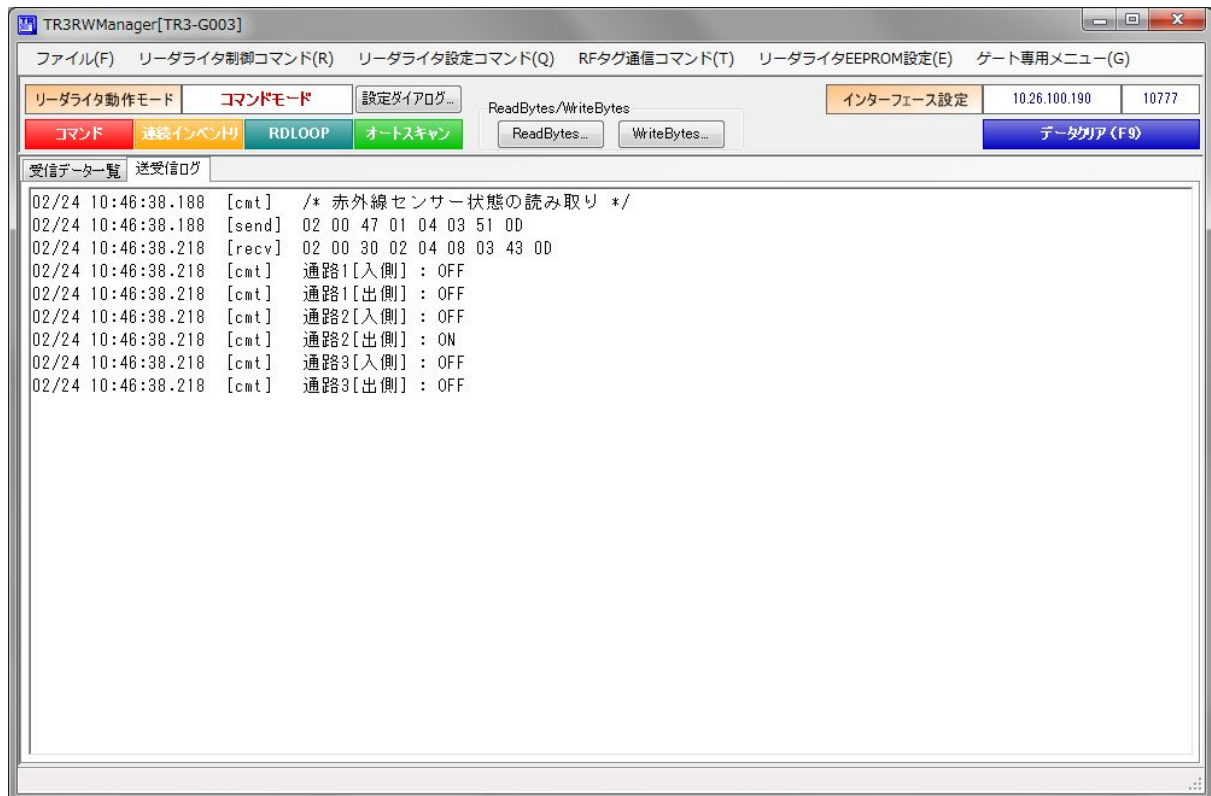 TR3RWManager[TR3-G003]
ファイル(F) リーダライタ制御コマンド(R) リーダライタ設定コマンド(Q) RFタグ通信コマンド(T) リーダライタEEPROM設定(E) ゲート専用メニュー(G)
リーダライタ動作モード コマンドモード 設定ダイアログ... ReadBytes/WriteBytes インターフェース設定 10.26.100.190 10777
コマンド 連続インベントリ RDLOOP オートスキャン ReadBytes... WriteBytes... データクリア (F9)
受信データ一覧 送受信ログ
02/24 10:46:38.188 [cmt] /* 赤外線センサー状態の読み取り */
02/24 10:46:38.188 [send] 02 00 47 01 04 03 51 0D
02/24 10:46:38.218 [recv] 02 00 30 02 04 08 03 43 0D
02/24 10:46:38.218 [cmt] 通路1[入側] : OFF
02/24 10:46:38.218 [cmt] 通路1[出側] : OFF
02/24 10:46:38.218 [cmt] 通路2[入側] : OFF
02/24 10:46:38.218 [cmt] 通路2[出側] : ON
02/24 10:46:38.218 [cmt] 通路3[入側] : OFF
02/24 10:46:38.218 [cmt] 通路3[出側] : OFF